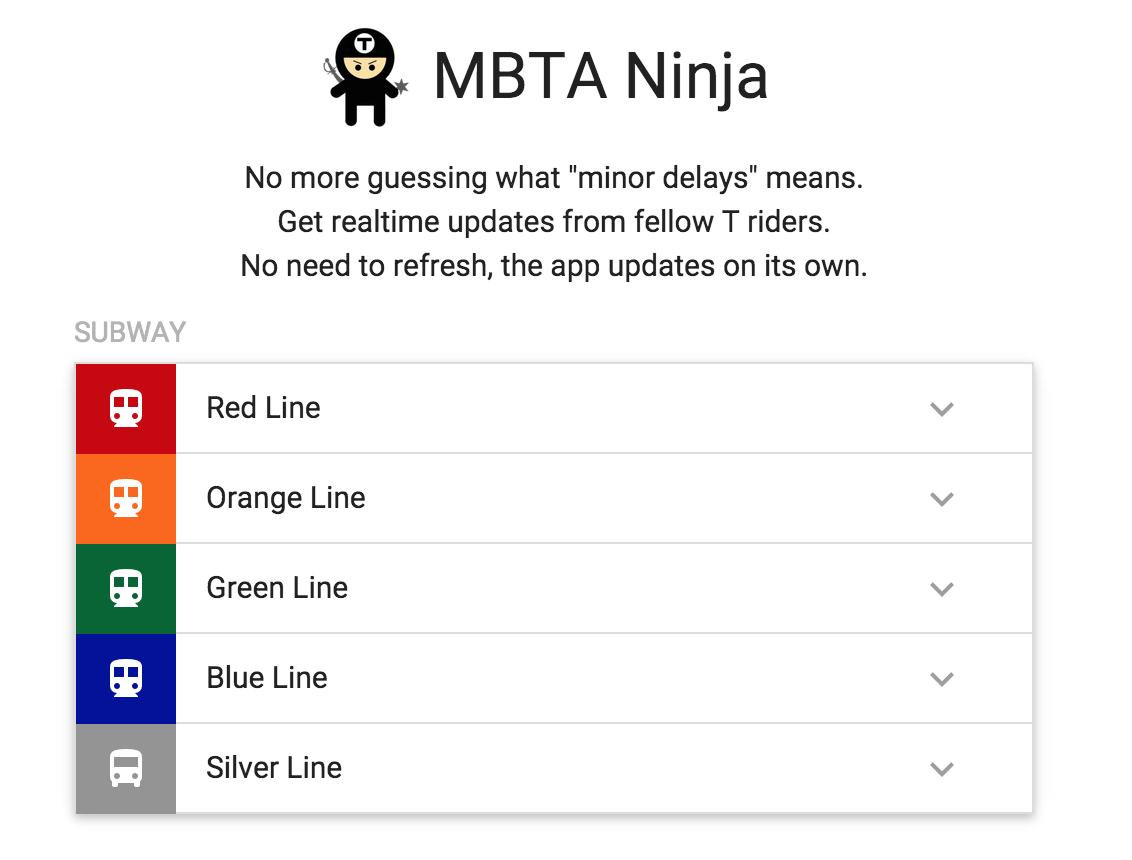 T
MBTA Ninja
No more guessing what "minor delays" means.
Get realtime updates from fellow T riders.
No need to refresh, the app updates on its own.
SUBWAY
Red Line
Orange Line
Green Line
Blue Line
Silver Line